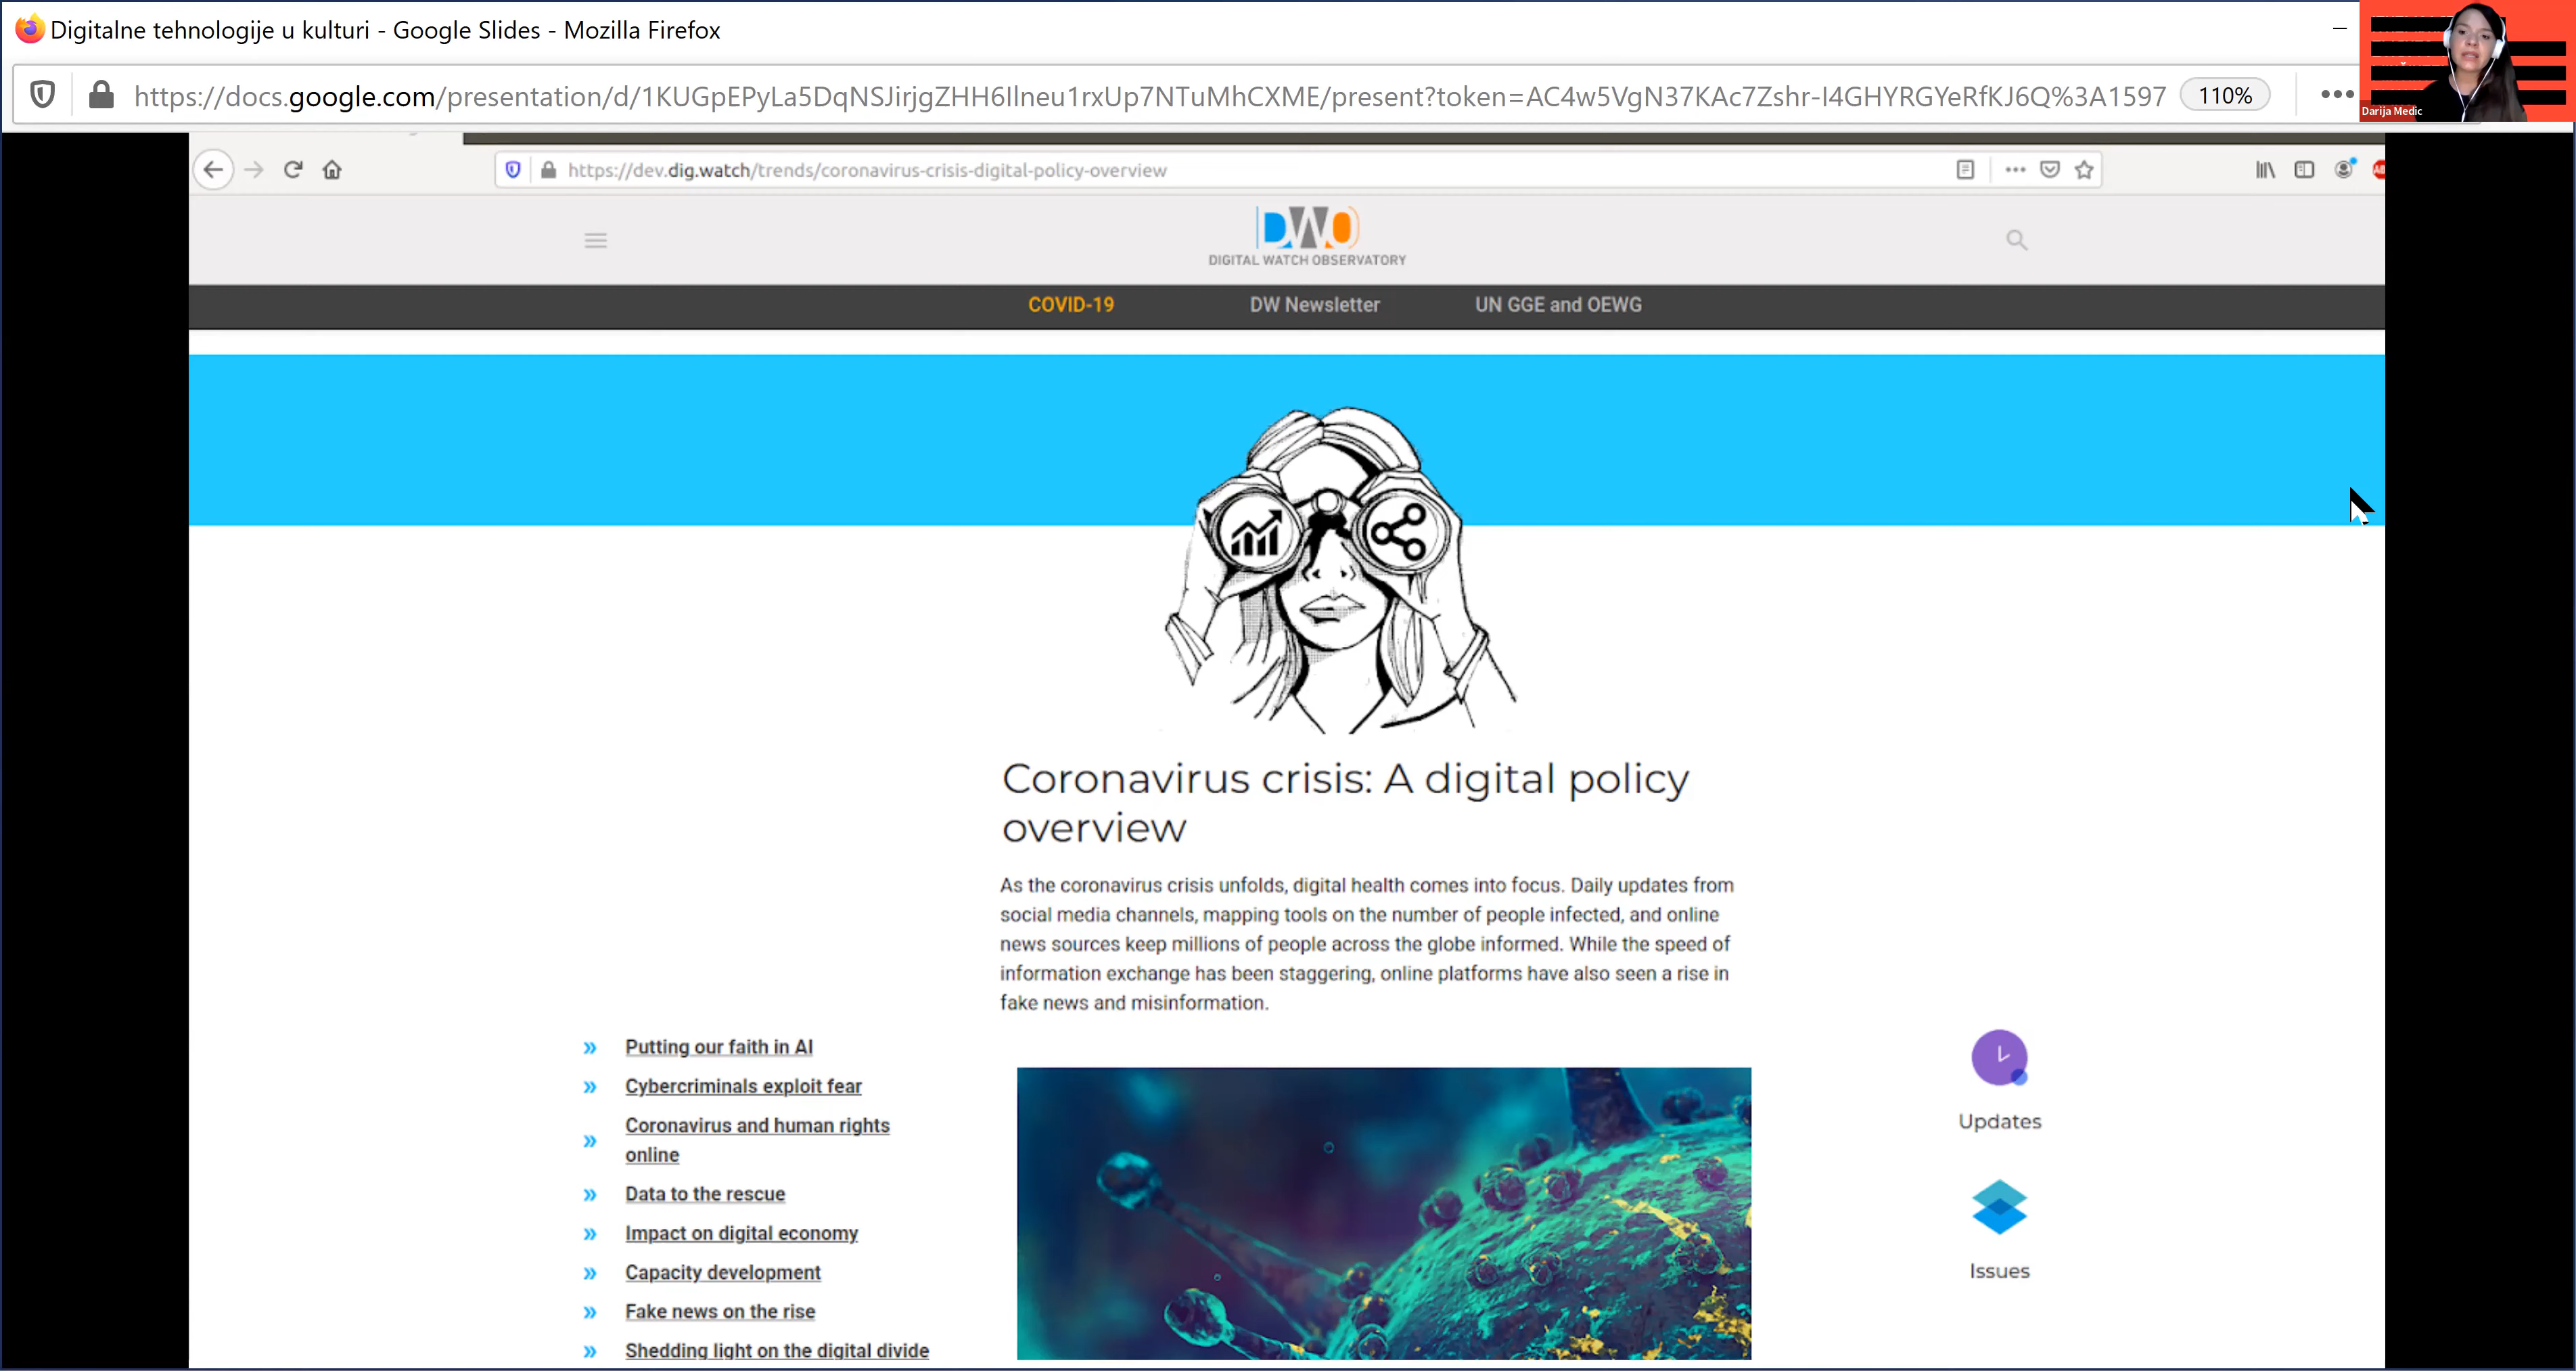 Digitalne tehnologije u kulturi - Google Slides - Mozilla Firefox
https://docs.google.com/presentation/d/1KUGpEPyLa5DqNSJirjgZHH6Ilneu1rxUp7NTuMhCXME/present?token=AC4w5VgN37KAc7Zshr-I4GHYRGYeRfKJ6Q%3A1597
110%
Darija Medic
https://dev.dig.watch/trends/coronavirus-crisis-digital-policy-overview
DWO
DIGITAL WATCH OBSERVATORY
COVID-19
DW Newsletter
UN GGE and OEWG
Coronavirus crisis: A digital policy
overview
As the coronavirus crisis unfolds, digital health comes into focus. Daily updates from
social media channels, mapping tools on the number of people infected, and online
news sources keep millions of people across the globe informed. While the speed of
information exchange has been staggering, online platforms have also seen a rise in
fake news and misinformation.
» Putting our faith in AI
» Cybercriminals exploit fear
» Coronavirus and human rights
online
» Data to the rescue
» Impact on digital economy
» Capacity development
» Fake news on the rise
» Shedding light on the digital divide
Updates
Issues